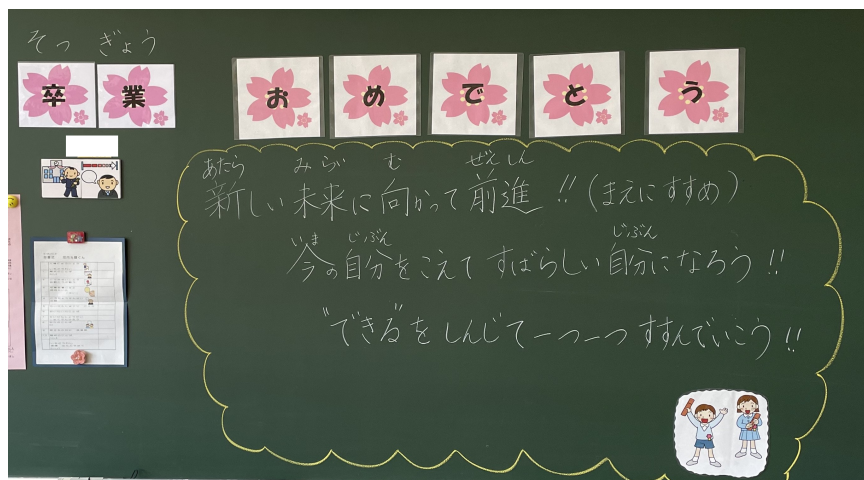 そつ ぎょう
卒業 おめでとう
あたら みらい む ぜんしん
新しい未来に向かって前進!!(まえにすすめ)
いま じぶん じぶん
今の自分をこえてすばらしい自分になろう!!
"できる"をしんじて一つ一つすすんでいこう!!